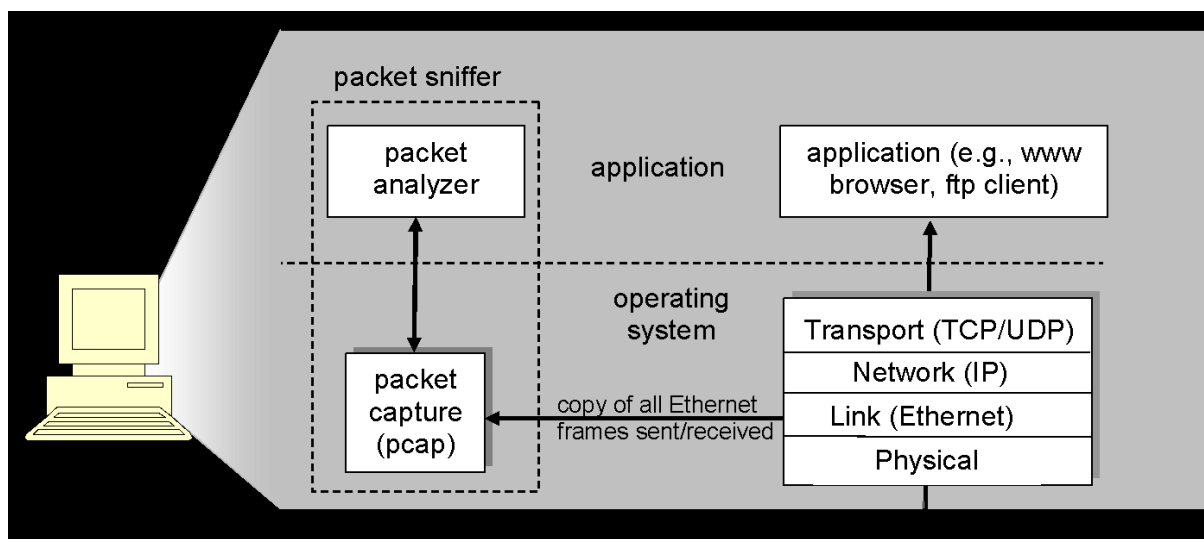 packet sniffer
packet
analyzer
application
application (e.g., www
browser, ftp client)
operating
system
packet
capture
(pcap)
copy of all Ethernet
frames sent/received
Transport (TCP/UDP)
Network (IP)
Link (Ethernet)
Physical